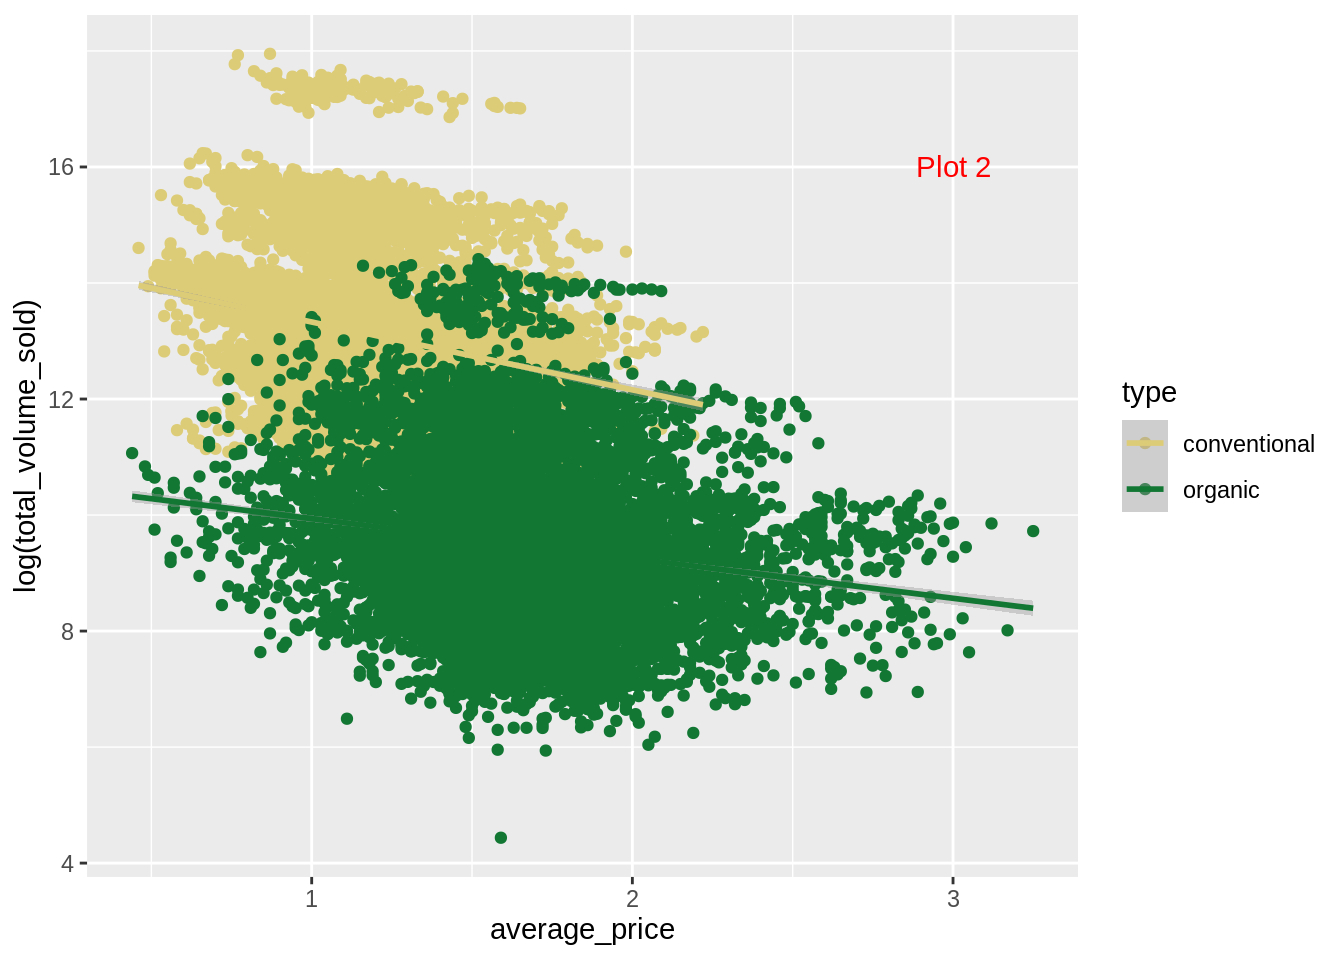 Plot 2
16
12
8
4
1
2
3
average_price
log(total_volume_sold)
type
conventional
organic